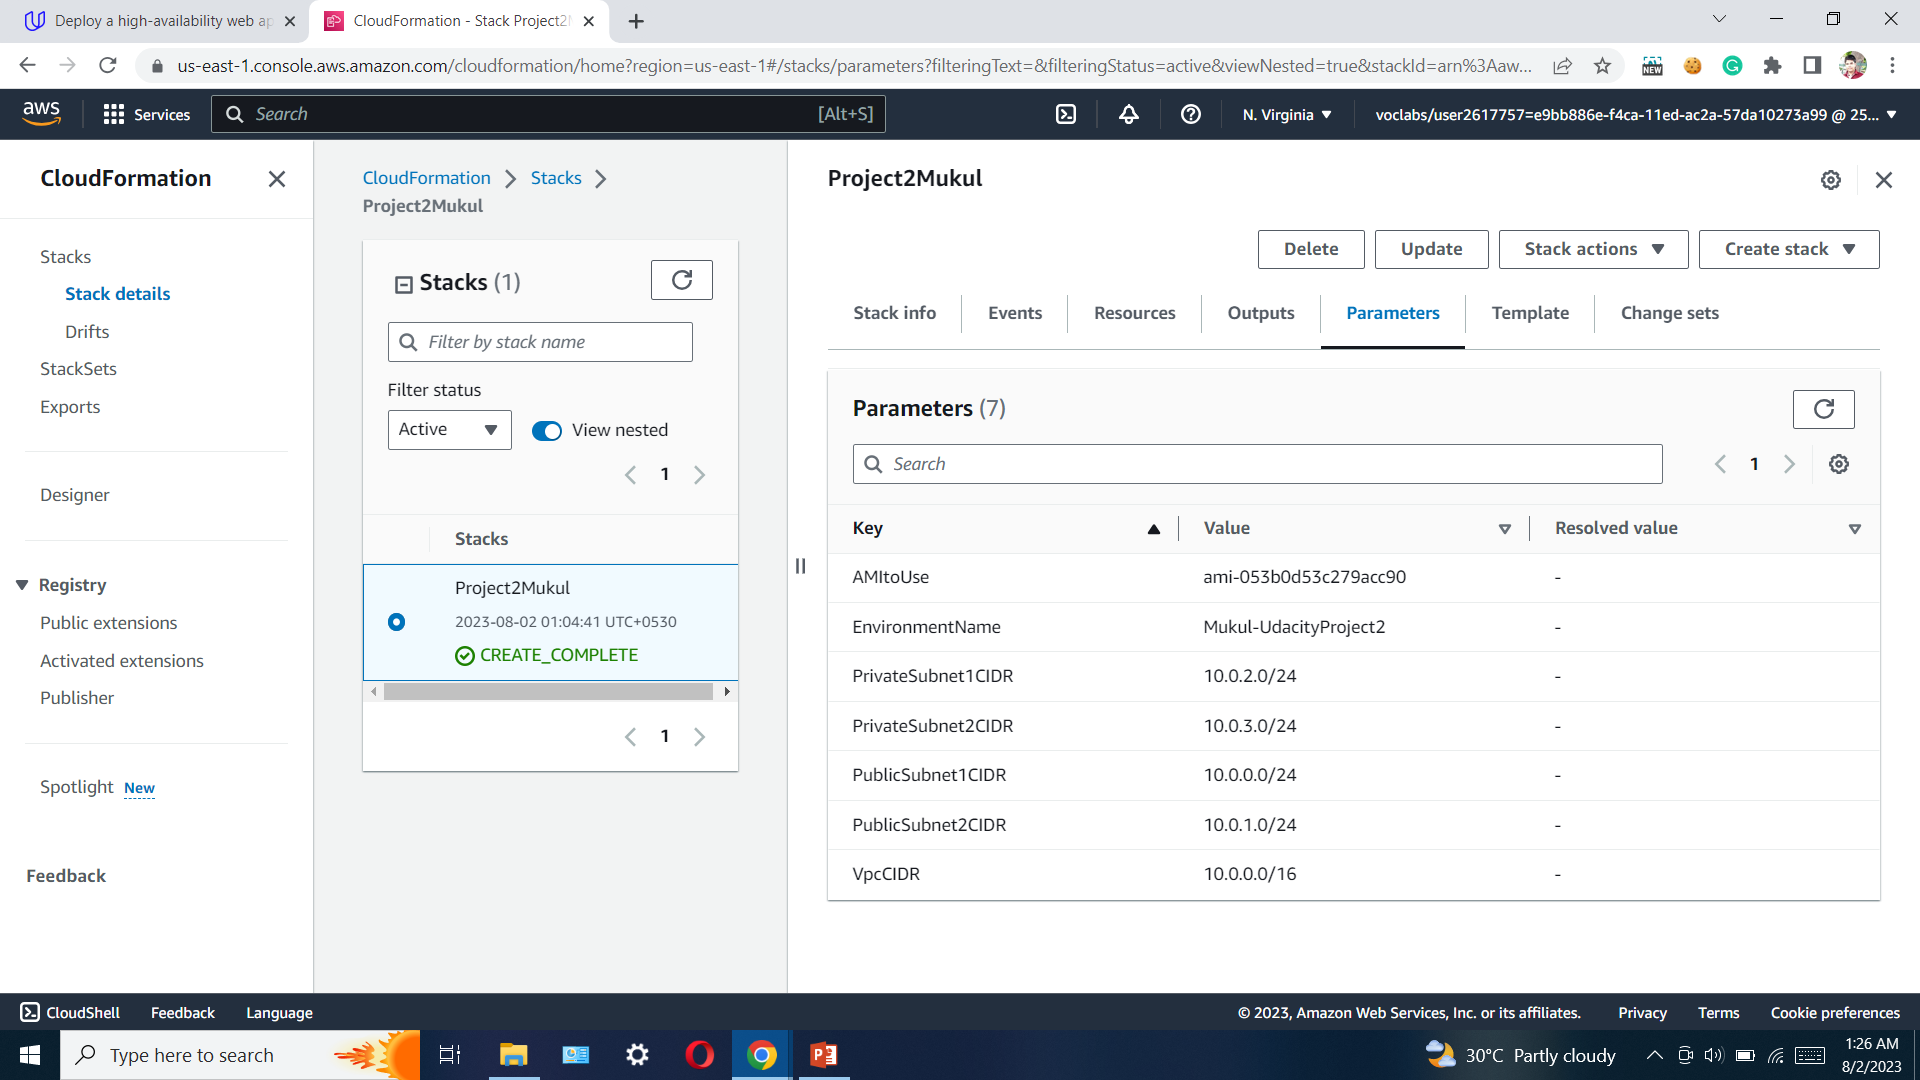 Deploy a high-availability web ap
CloudFormation - Stack Project2M
us-east-1.console.aws.amazon.com/cloudformation/home?region=us-east-1#/stacks/parameters?filteringText=&filteringStatus=active&viewNested=true&stackId=arn%3Aaw...
NEW
aws
Services
Search
[Alt+S]
N. Virginia
voclabs/user2617757=e9bb886e-f4ca-11ed-ac2a-57da10273a99 @ 25...
CloudFormation
Stacks
Stack details
Drifts
StackSets
Exports
Designer
Registry
Public extensions
Activated extensions
Publisher
Spotlight New
Feedback
CloudFormation
Stacks
Project2Mukul
Stacks (1)
Filter by stack name
Filter status
Active
View nested
1
Stacks
Project2Mukul
2023-08-02 01:04:41 UTC+0530
CREATE_COMPLETE
1
Project2Mukul
Delete
Update
Stack actions
Create stack
Stack info
Events
Resources
Outputs
Parameters
Template
Change sets
Parameters (7)
Search
1
Key Value Resolved value
AMItoUse ami-053b0d53c279acc90 -
EnvironmentName Mukul-UdacityProject2 -
PrivateSubnet1CIDR 10.0.2.0/24 -
PrivateSubnet2CIDR 10.0.3.0/24 -
PublicSubnet1CIDR 10.0.0.0/24 -
PublicSubnet2CIDR 10.0.1.0/24 -
VpcCIDR 10.0.0.0/16 -
CloudShell
Feedback
Language
© 2023, Amazon Web Services, Inc. or its affiliates.
Privacy
Terms
Cookie preferences
Type here to search
30°C Partly cloudy
1:26 AM
8/2/2023